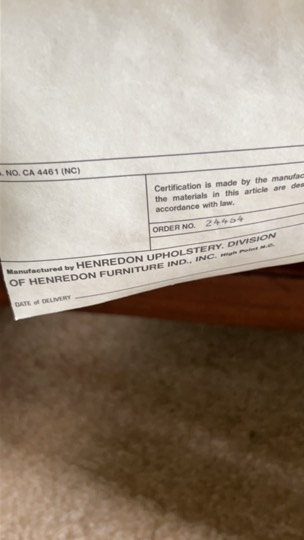 . NO. CA 4461 (NC)
Certification is made by the manufac
the materials in this article are des
accordance with law.
ORDER NO. 24464
Manufactured by HENREDON UPHOLSTERY. DIVISION
OF HENREDON FURNITURE IND., INC. High Point N.C.
DATE of DELIVERY